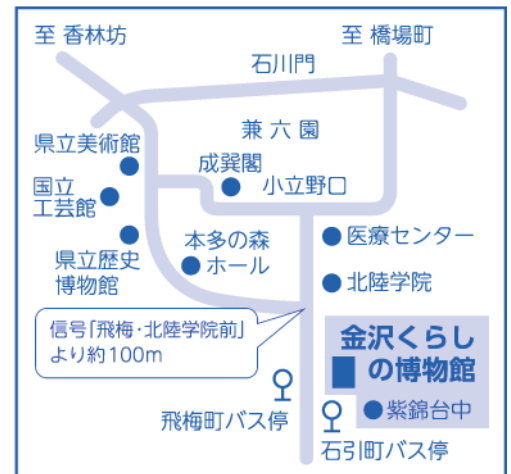 至 香林坊
至 橋場町
石川門
兼六園
県立美術館
成巽閣
国立
工芸館
小立野口
県立歴史
博物館
本多の森
ホール
医療センター
北陸学院
信号「飛梅・北陸学院前」
より約100m
金沢くらし
の博物館
紫錦台中
飛梅町バス停
石引町バス停